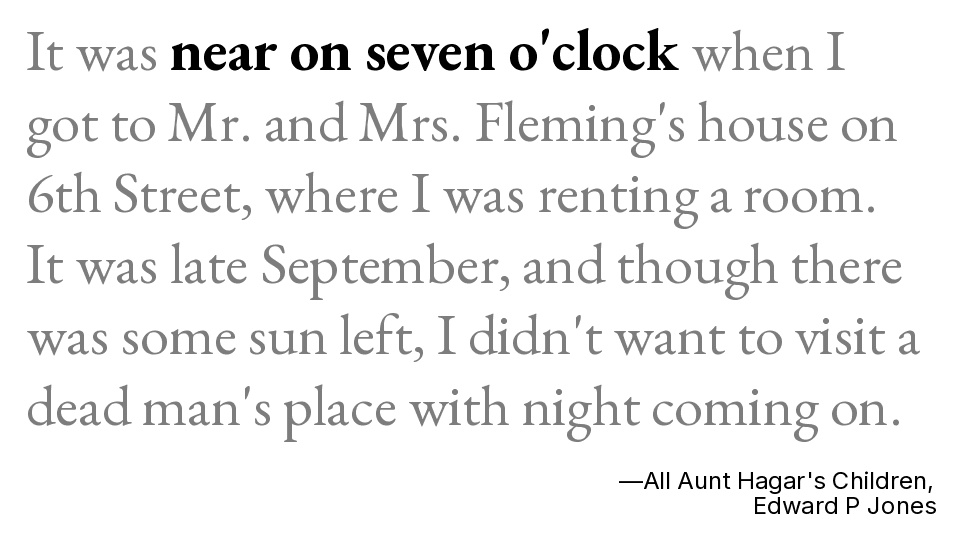 It was near on seven o'clock when I
got to Mr. and Mrs. Fleming's house on
6th Street, where I was renting a room.
It was late September, and though there
was some sun left, I didn't want to visit a
dead man's place with night coming on.
—All Aunt Hagar's Children,
Edward P Jones